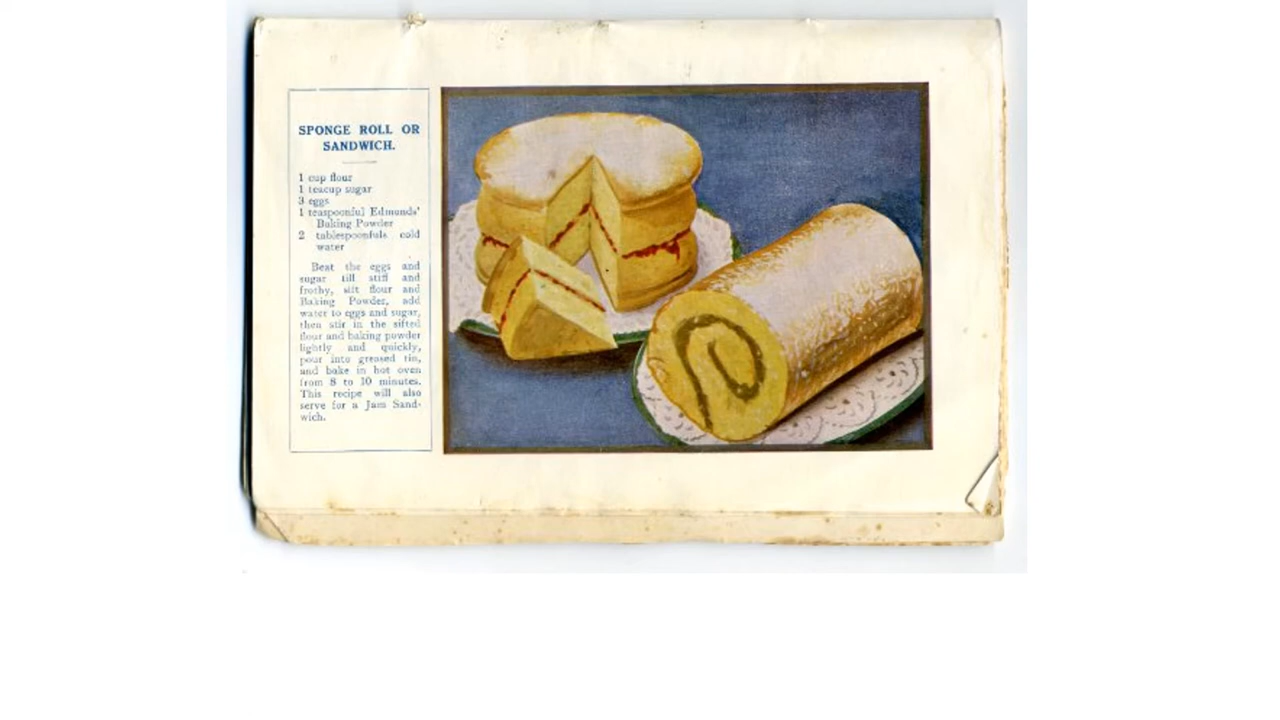 SPONGE ROLL OR
SANDWICH.
1 cup flour
1 teacup sugar
3 eggs
1 teaspoonful Edmonds'
Baking Powder
2 tablespoonfuls cold
water
Beat the eggs and
sugar till stiff and
frothy, sift flour and
Baking Powder, add
water to eggs and sugar,
then stir in the sifted
flour and baking powder
lightly and quickly,
pour into greased tin,
and bake in hot oven
from 8 to 10 minutes.
This recipe will also
serve for a Jam Sand-
wich.